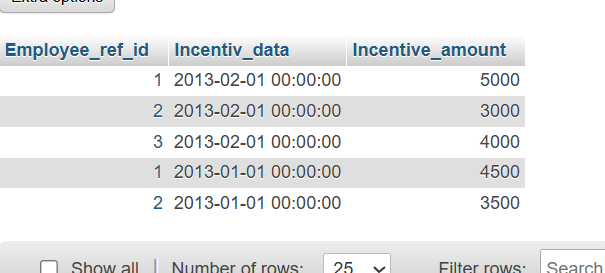 Extra options
Employee_ref_id Incentiv_data Incentive_amount
1 2013-02-01 00:00:00 5000
2 2013-02-01 00:00:00 3000
3 2013-02-01 00:00:00 4000
1 2013-01-01 00:00:00 4500
2 2013-01-01 00:00:00 3500
Show all | Number of rows: 25 Filter rows: Search